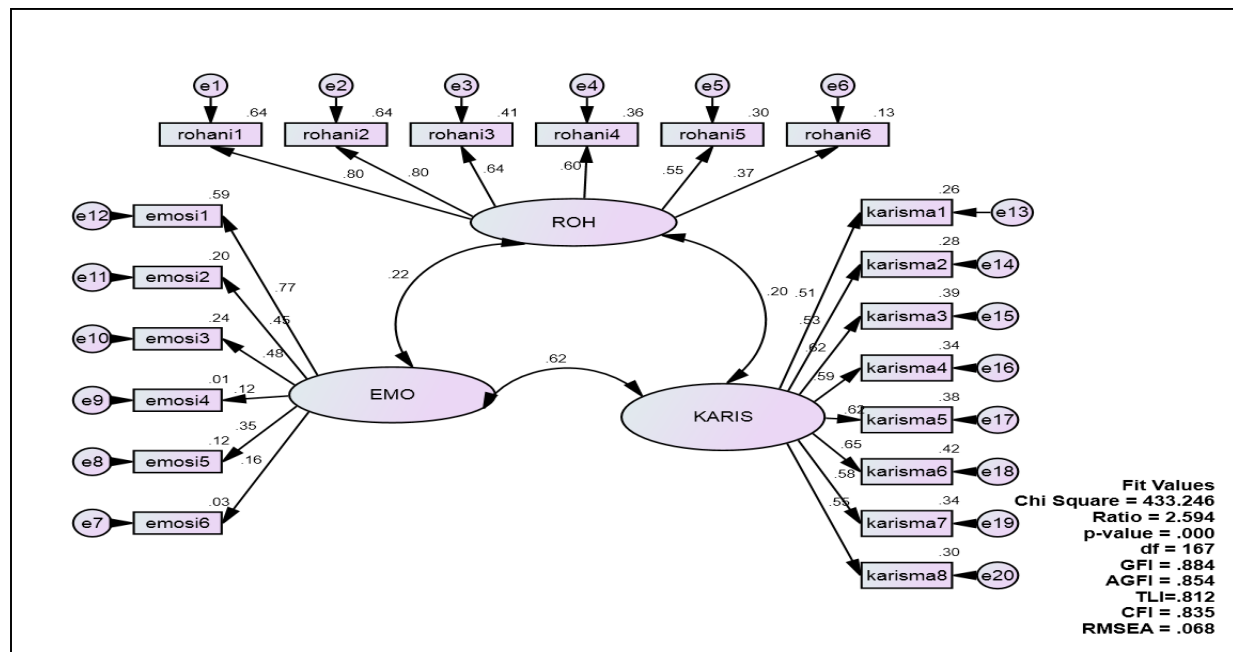 e1 e2 e3 e4 e5 e6
.64 .64 .41 .36 .30 .13
rohani1 rohani2 rohani3 rohani4 rohani5 rohani6
.80 .80 .64 .60 .55 .37
ROH
.59
e12 emosi1
.20
e11 emosi2
.24
e10 emosi3
.01
e9 emosi4
.12
e8 emosi5
.03
e7 emosi6
.77
.45
.48
.12
.35
.16
EMO
.22
.62
.20
KARIS
.51
.53
.62
.59
.62
.65
.58
.55
.26
karisma1 e13
.28
karisma2 e14
.39
karisma3 e15
.34
karisma4 e16
.38
karisma5 e17
.42
karisma6 e18
.34
karisma7 e19
.30
karisma8 e20
Fit Values
Chi Square = 433.246
Ratio = 2.594
p-value = .000
df = 167
GFI = .884
AGFI = .854
TLI=.812
CFI = .835
RMSEA = .068